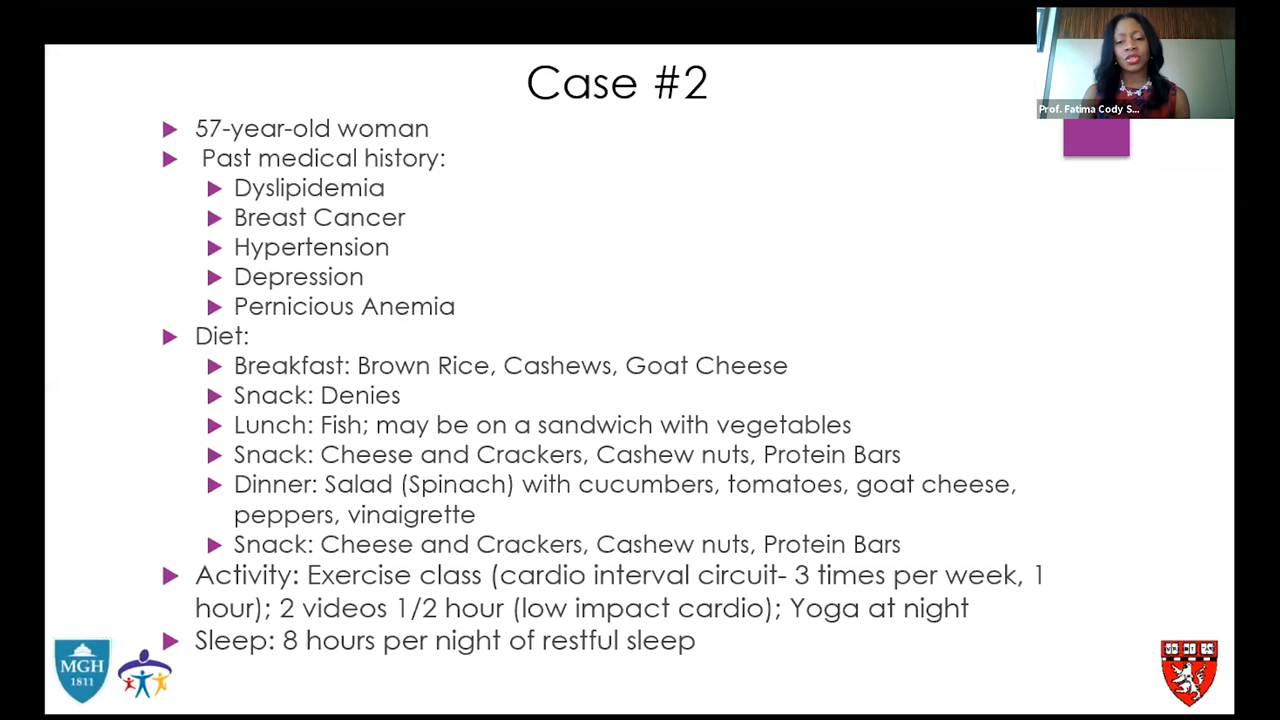 Case #2
Prof. Fatima Cody S...
57-year-old woman
Past medical history:
Dyslipidemia
Breast Cancer
Hypertension
Depression
Pernicious Anemia
Diet:
Breakfast: Brown Rice, Cashews, Goat Cheese
Snack: Denies
Lunch: Fish; may be on a sandwich with vegetables
Snack: Cheese and Crackers, Cashew nuts, Protein Bars
Dinner: Salad (Spinach) with cucumbers, tomatoes, goat cheese,
peppers, vinaigrette
Snack: Cheese and Crackers, Cashew nuts, Protein Bars
Activity: Exercise class (cardio interval circuit- 3 times per week, 1
hour); 2 videos 1/2 hour (low impact cardio); Yoga at night
Sleep: 8 hours per night of restful sleep
MGH
1811